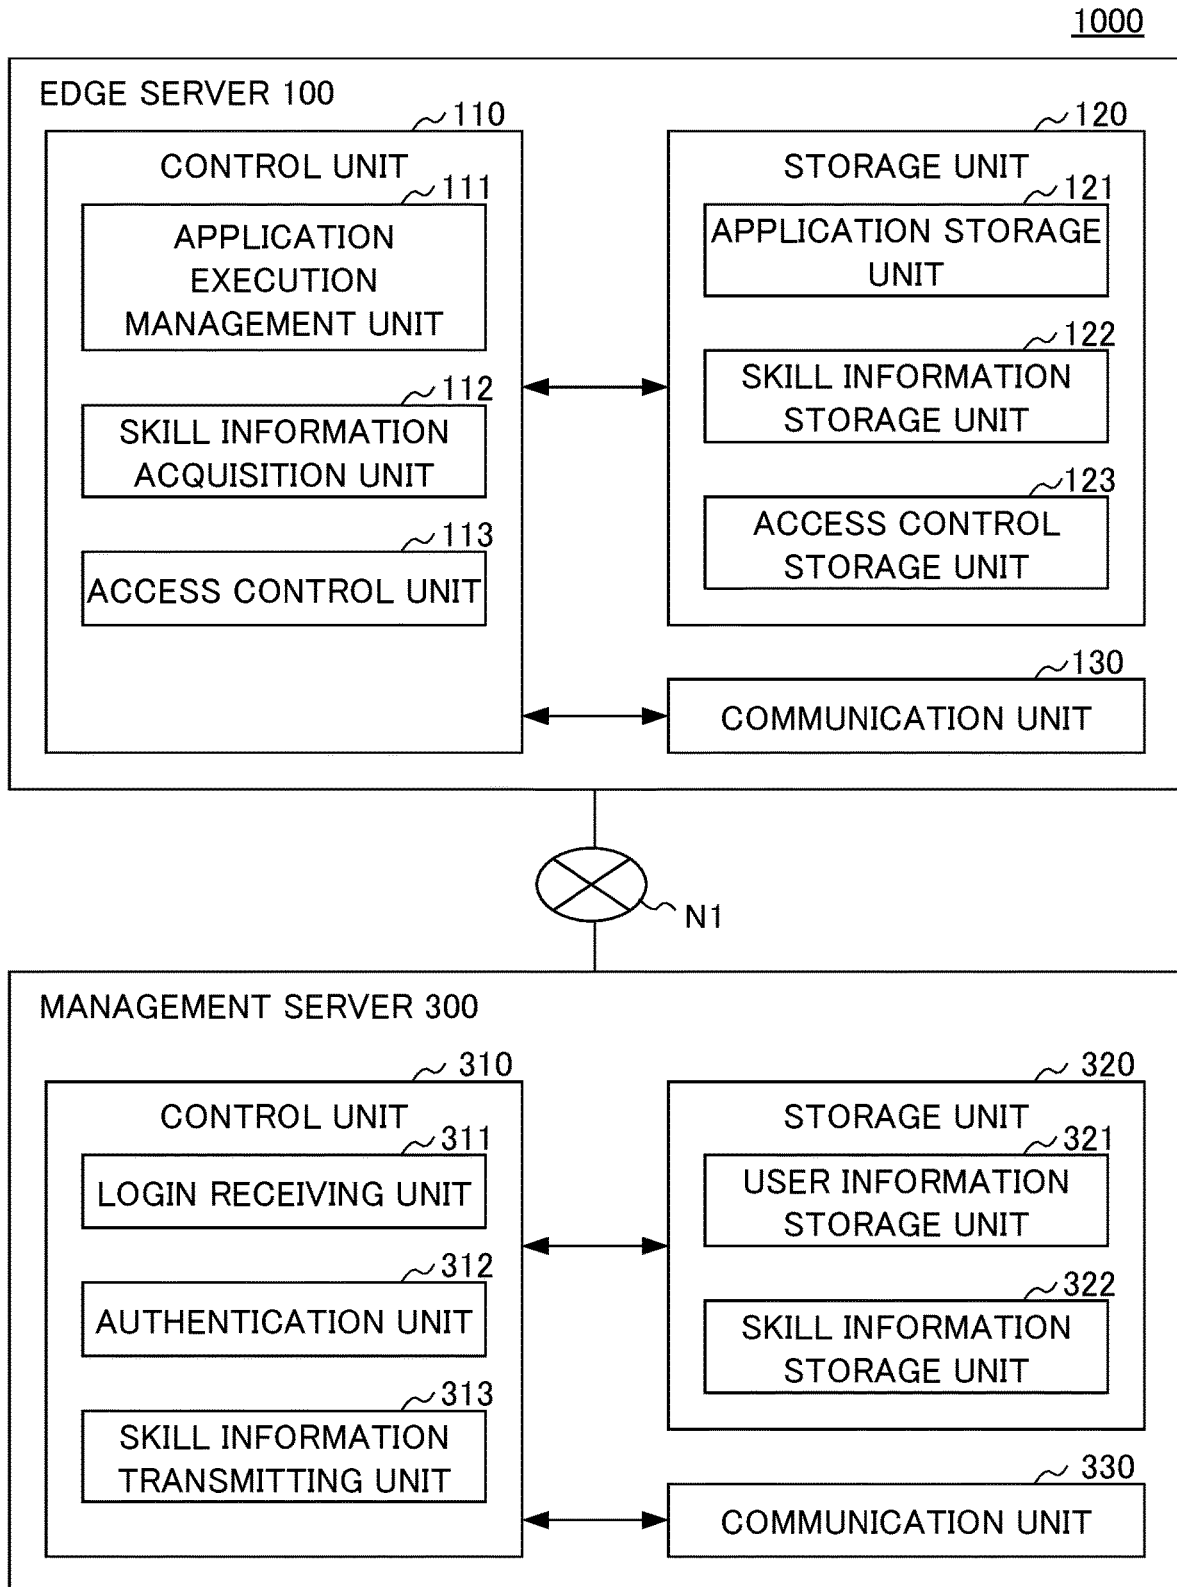 1000
EDGE SERVER 100
110
CONTROL UNIT
111
APPLICATION
EXECUTION
MANAGEMENT UNIT
112
SKILL INFORMATION
ACQUISITION UNIT
113
ACCESS CONTROL UNIT
120
STORAGE UNIT
121
APPLICATION STORAGE
UNIT
122
SKILL INFORMATION
STORAGE UNIT
123
ACCESS CONTROL
STORAGE UNIT
130
COMMUNICATION UNIT
N1
MANAGEMENT SERVER 300
310
CONTROL UNIT
311
LOGIN RECEIVING UNIT
312
AUTHENTICATION UNIT
313
SKILL INFORMATION
TRANSMITTING UNIT
320
STORAGE UNIT
321
USER INFORMATION
STORAGE UNIT
322
SKILL INFORMATION
STORAGE UNIT
330
COMMUNICATION UNIT